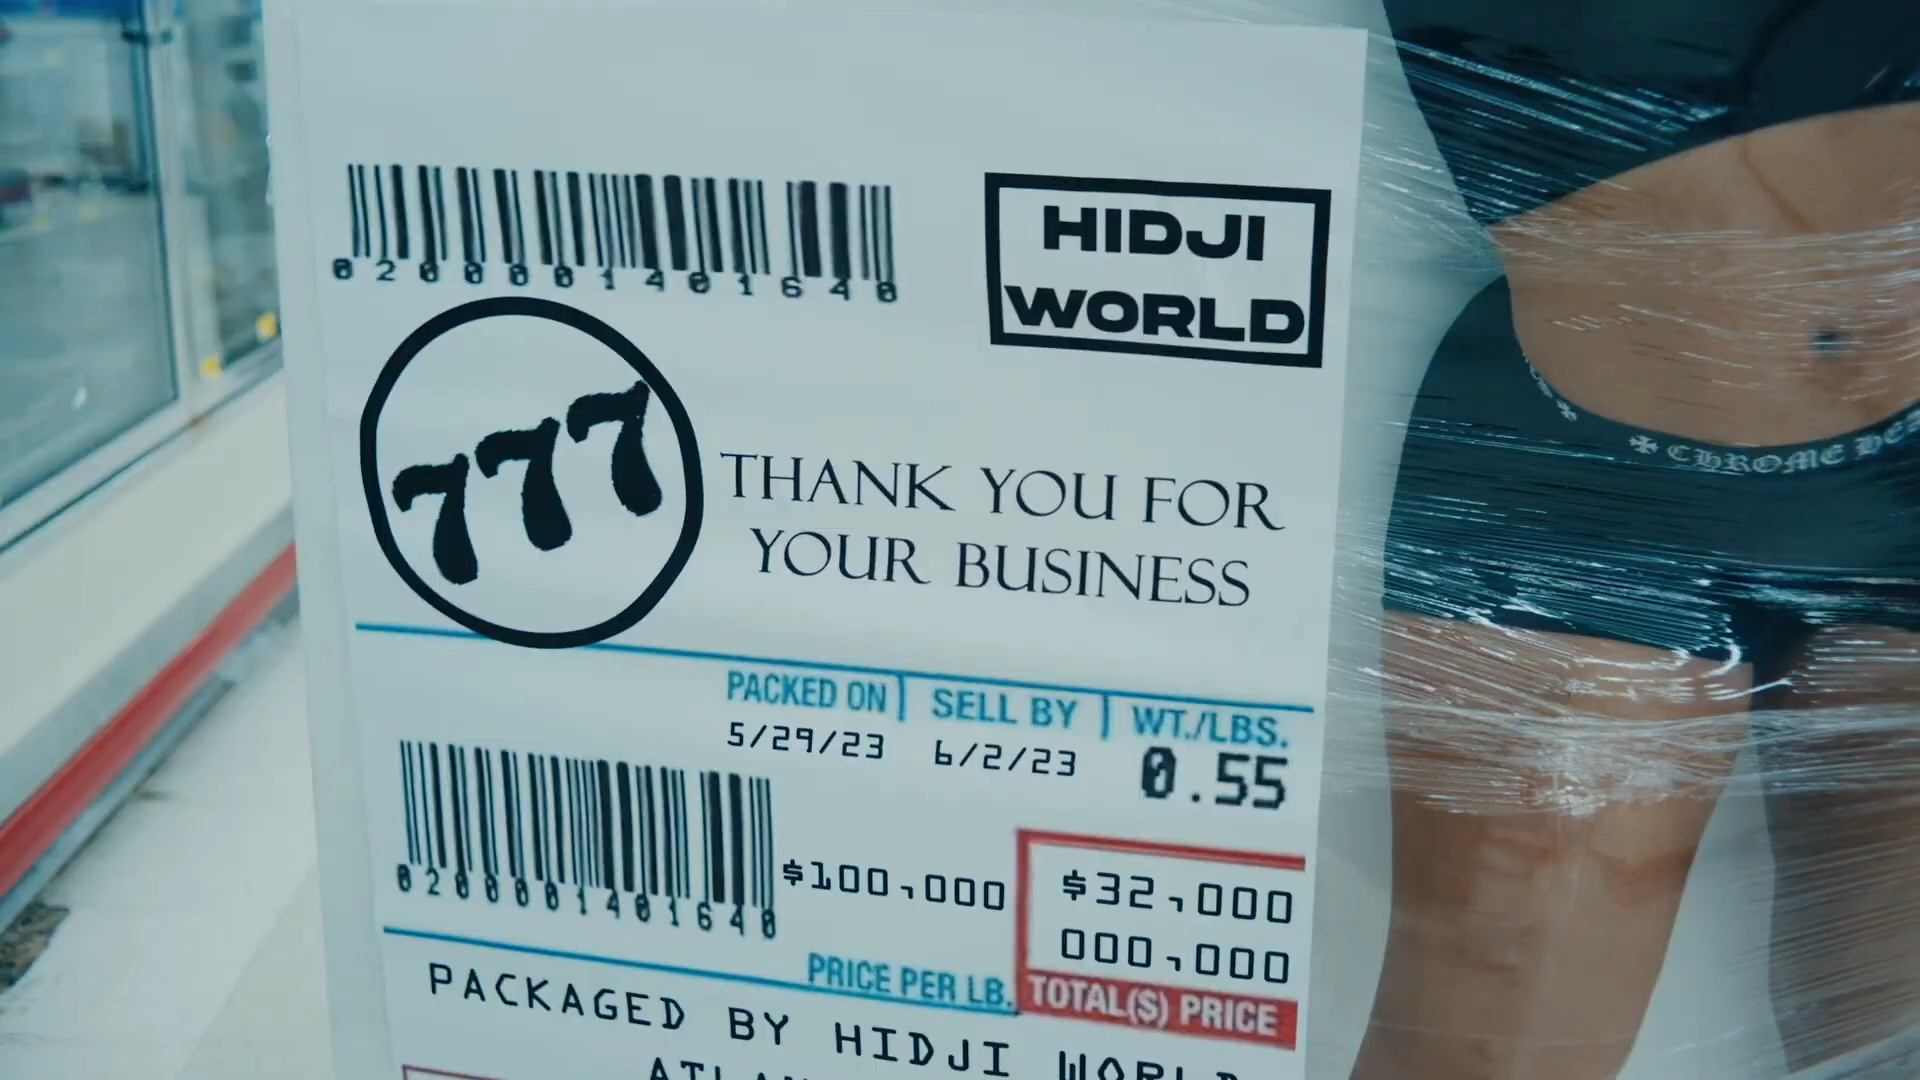 0200001401640
HIDJI
WORLD
777
THANK YOU FOR
YOUR BUSINESS
PACKED ON | SELL BY | WT./LBS.
5/29/23 6/2/23 0.55
0200001401640
$100,000
$32,000
000,000
PRICE PER LB.
TOTAL($) PRICE
PACKAGED BY HIDJI WORLD
CHROME